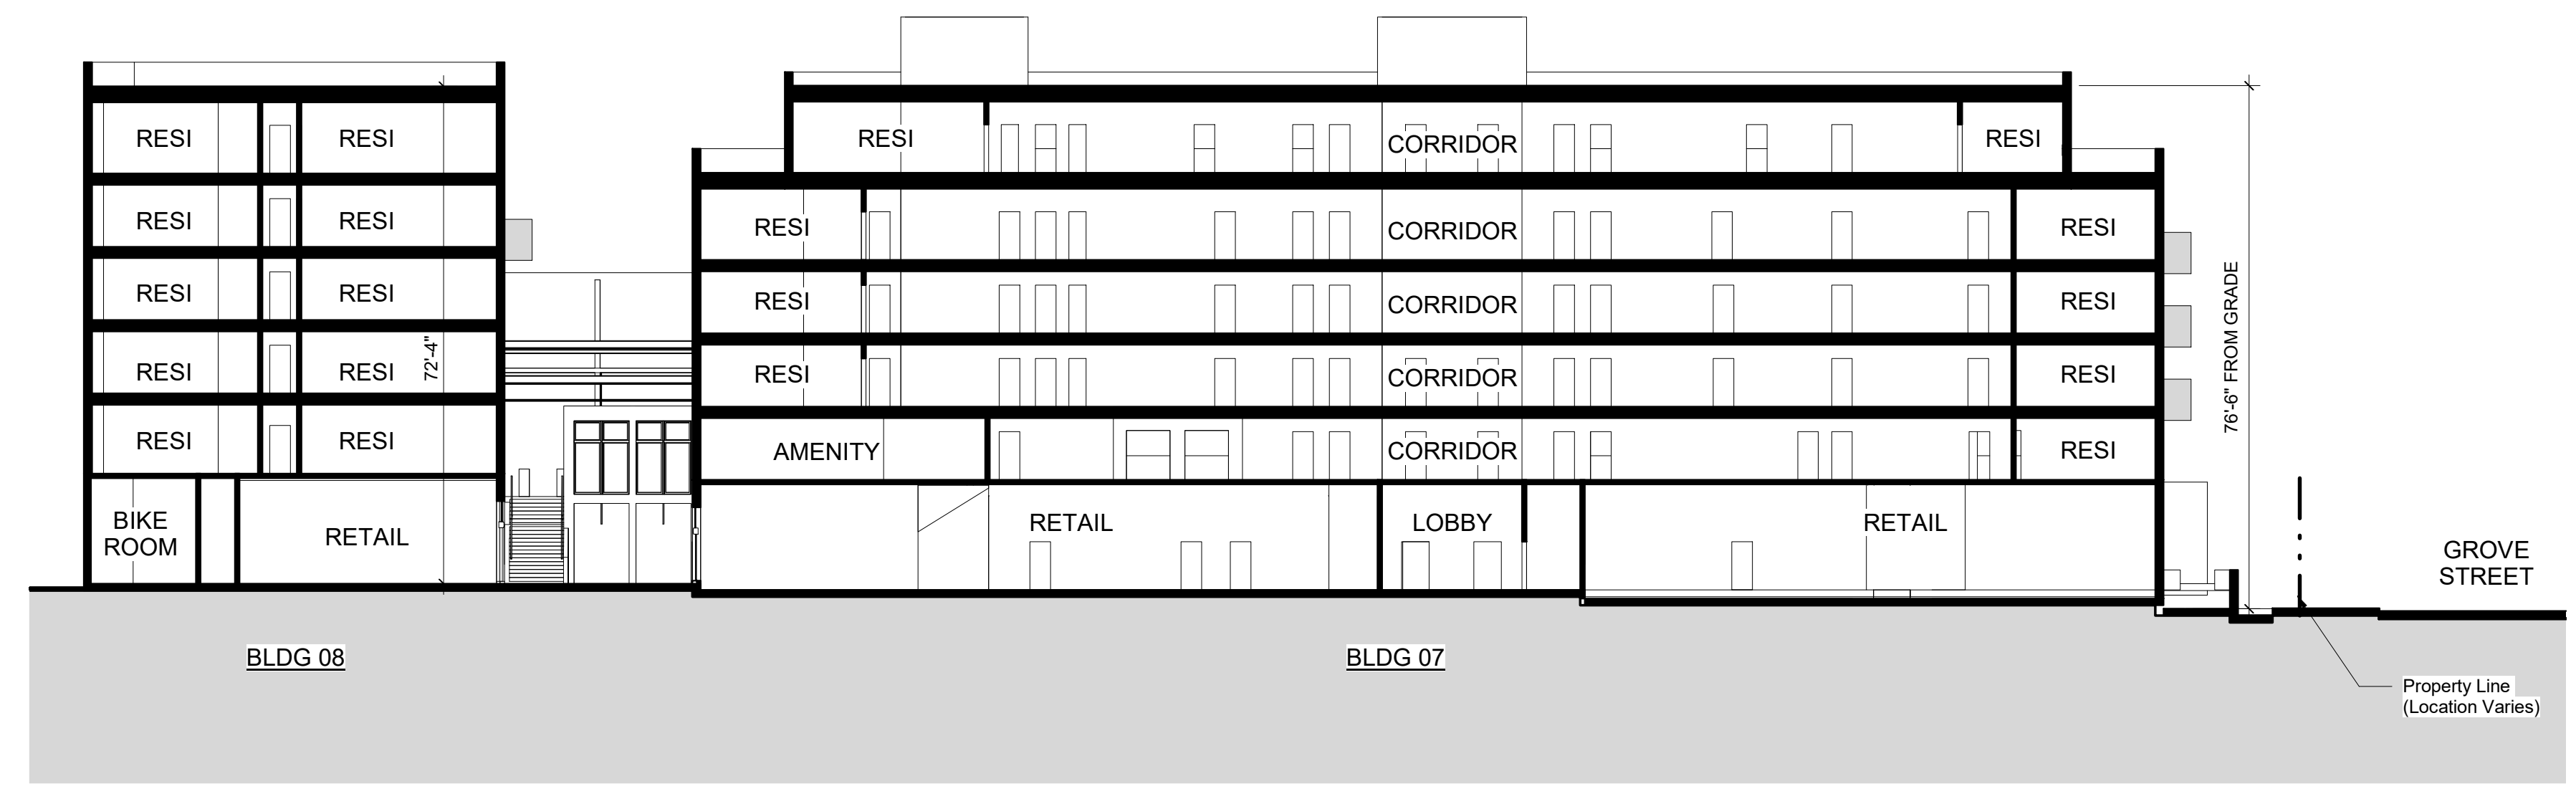 RESI
RESI
RESI
CORRIDOR
RESI
RESI
RESI
RESI
CORRIDOR
RESI
RESI
RESI
RESI
CORRIDOR
RESI
RESI
RESI
72'-4"
RESI
CORRIDOR
RESI
76'-6" FROM GRADE
RESI
RESI
AMENITY
CORRIDOR
RESI
BIKE
ROOM
RETAIL
RETAIL
LOBBY
RETAIL
GROVE
STREET
BLDG 08
BLDG 07
Property Line
(Location Varies)